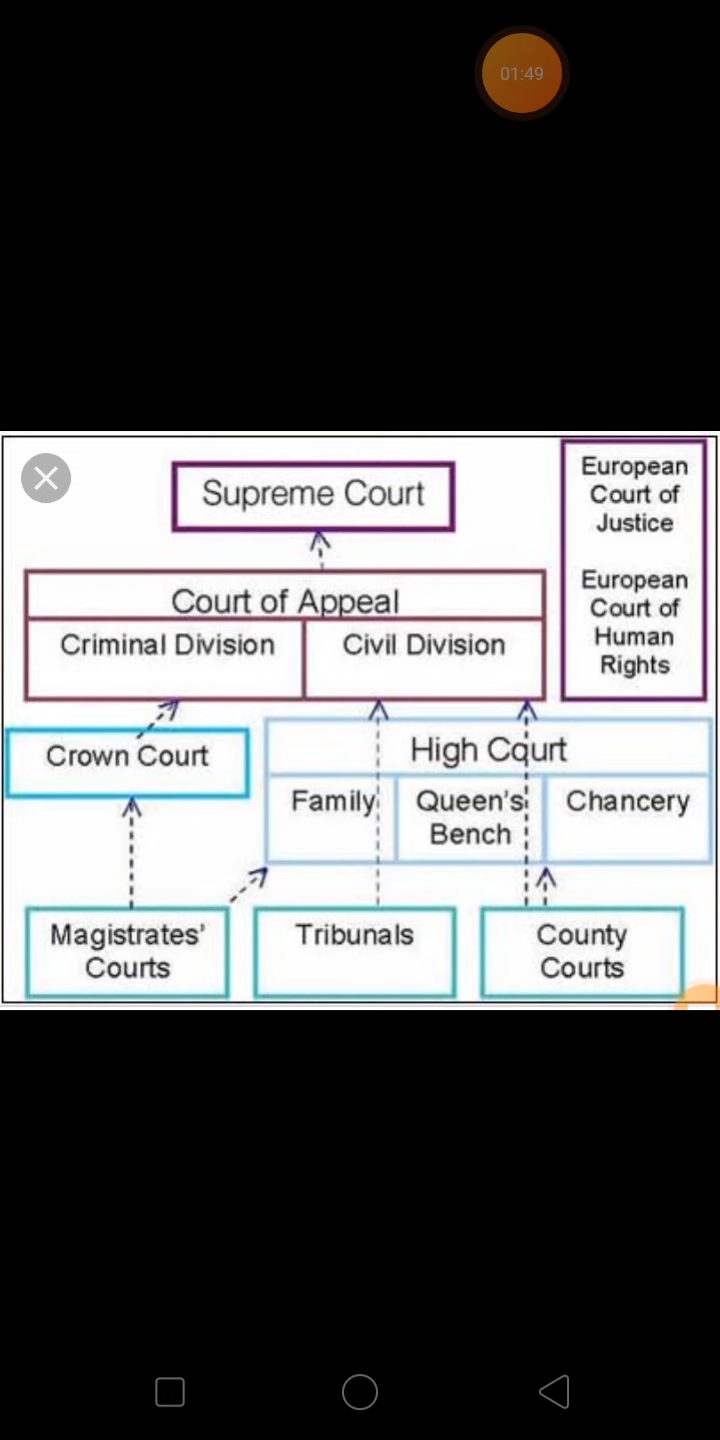 01:49
Supreme Court
European
Court of
Justice
European
Court of
Human
Rights
Court of Appeal
Criminal Division
Civil Division
Crown Court
High Court
Family
Queen's
Bench
Chancery
Magistrates'
Courts
Tribunals
County
Courts